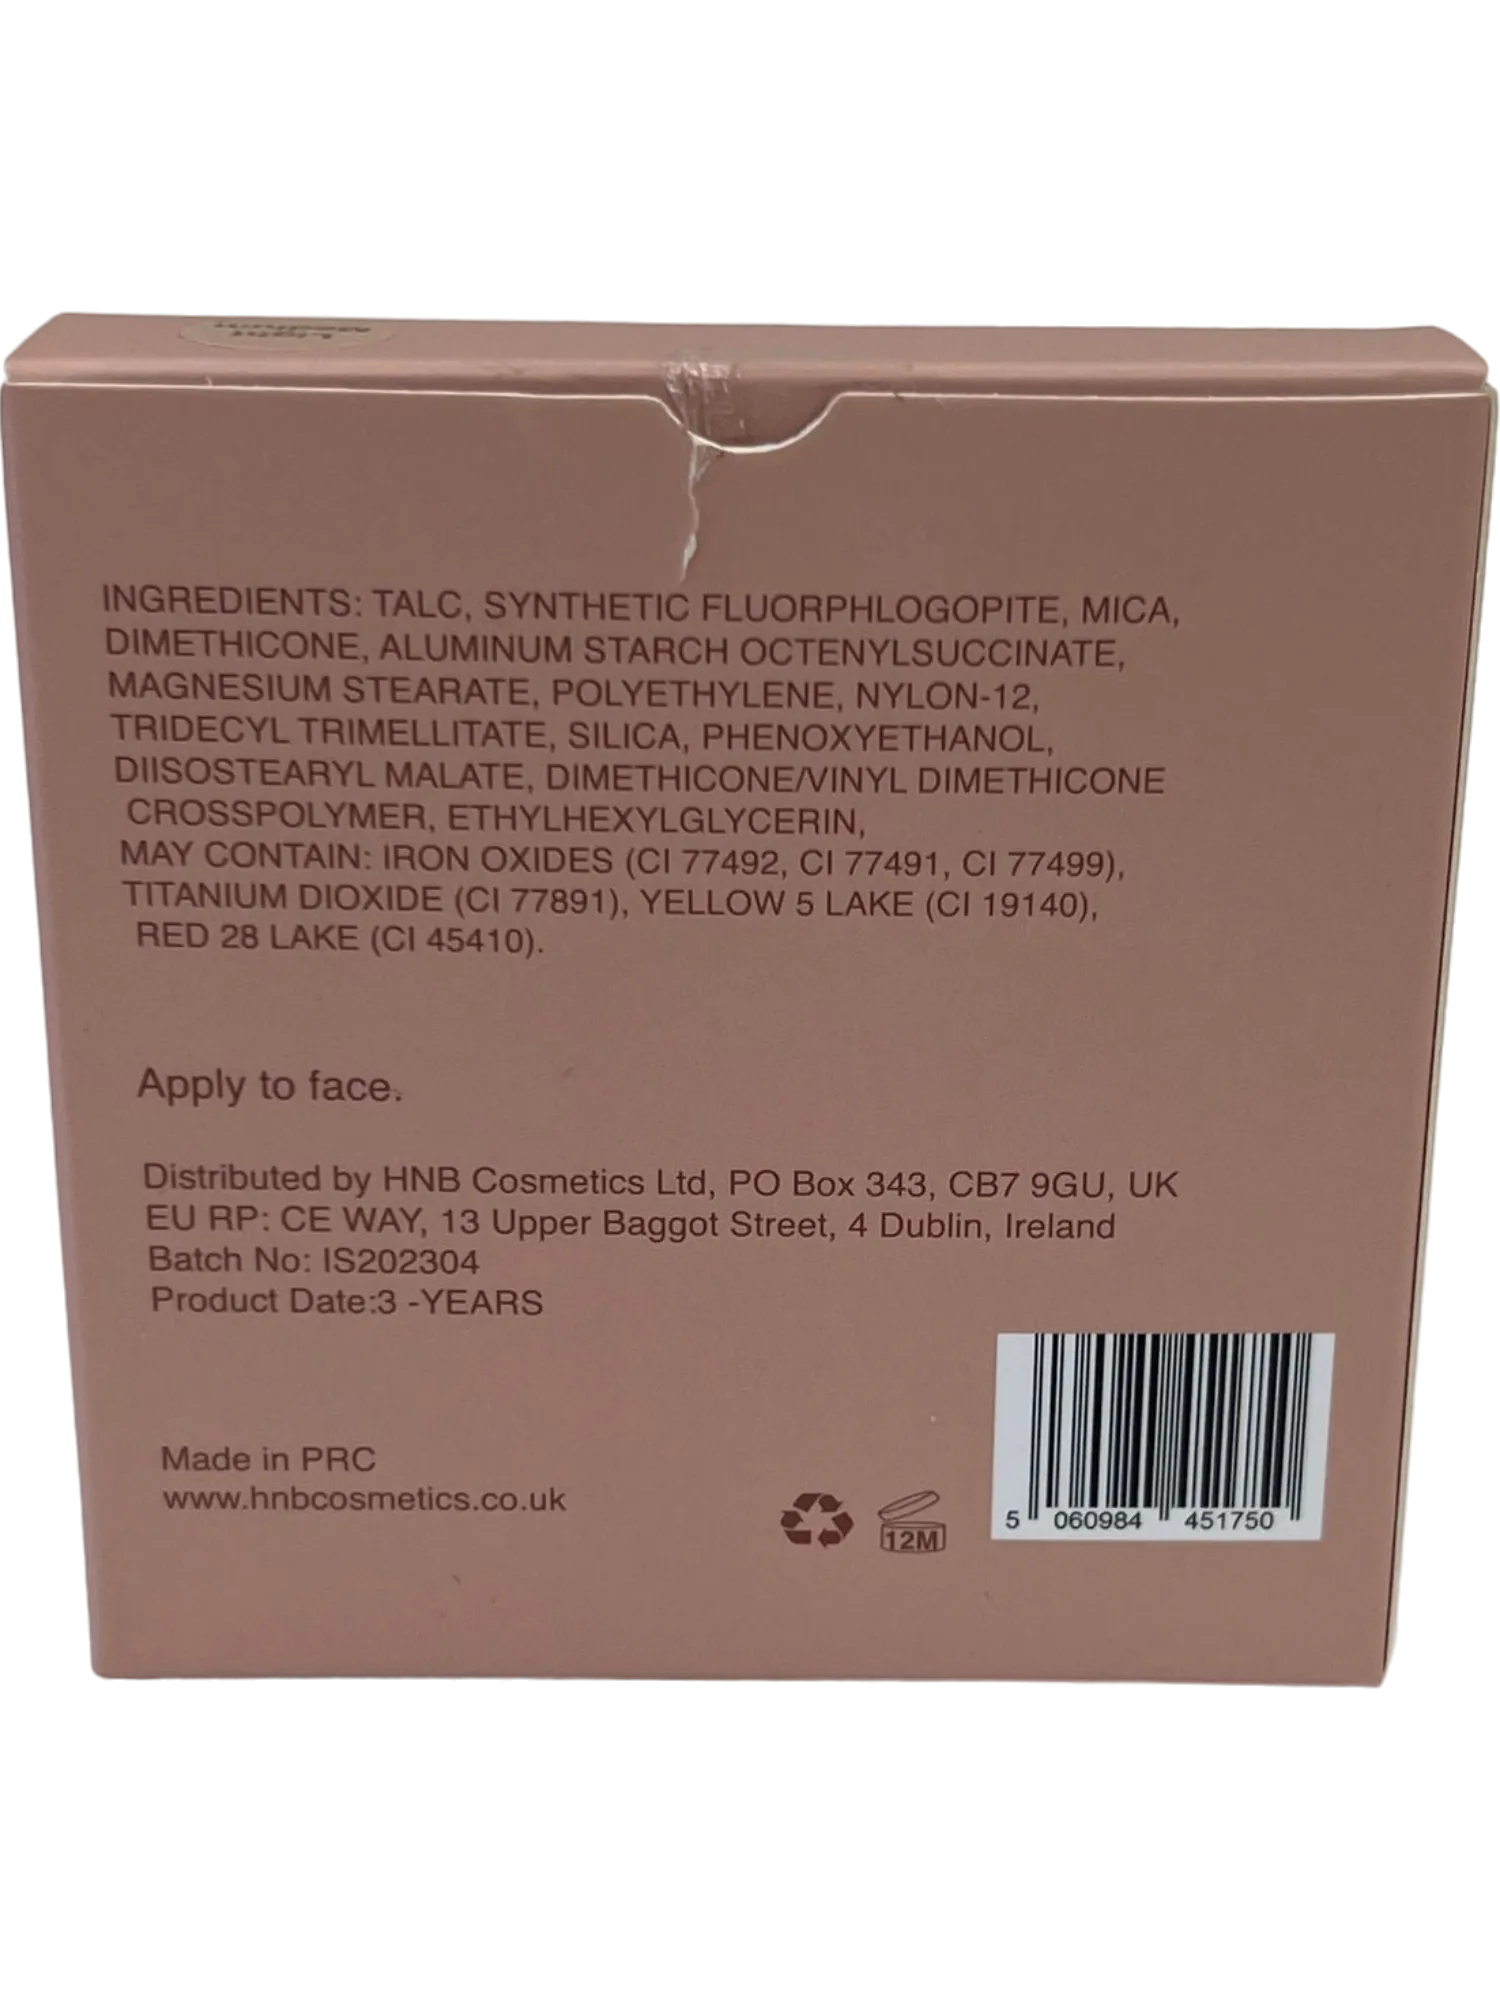 Light
Medium
INGREDIENTS: TALC, SYNTHETIC FLUORPHLOGOPITE, MICA,
DIMETHICONE, ALUMINUM STARCH OCTENYLSUCCINATE,
MAGNESIUM STEARATE, POLYETHYLENE, NYLON-12,
TRIDECYL TRIMELLITATE, SILICA, PHENOXYETHANOL,
DIISOSTEARYL MALATE, DIMETHICONE/VINYL DIMETHICONE
CROSSPOLYMER, ETHYLHEXYLGLYCERIN,
MAY CONTAIN: IRON OXIDES (CI 77492, CI 77491, CI 77499),
TITANIUM DIOXIDE (CI 77891), YELLOW 5 LAKE (CI 19140),
RED 28 LAKE (CI 45410).
Apply to face.
Distributed by HNB Cosmetics Ltd, PO Box 343, CB7 9GU, UK
EU RP: CE WAY, 13 Upper Baggot Street, 4 Dublin, Ireland
Batch No: IS202304
Product Date:3 -YEARS
Made in PRC
www.hnbcosmetics.co.uk
12M
5 060984 451750